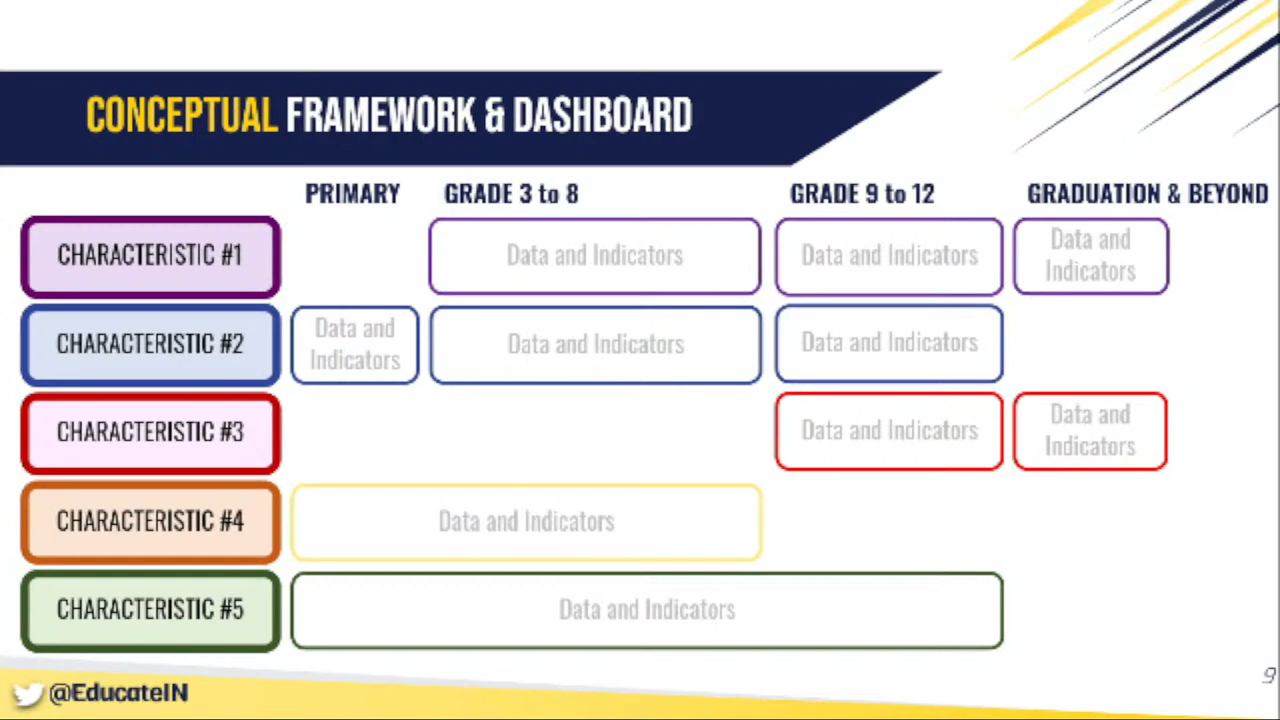 CONCEPTUAL FRAMEWORK & DASHBOARD
PRIMARY GRADE 3 to 8 GRADE 9 to 12 GRADUATION & BEYOND
CHARACTERISTIC #1
Data and Indicators
Data and Indicators
Data and
Indicators
CHARACTERISTIC #2
Data and
Indicators
Data and Indicators
Data and Indicators
CHARACTERISTIC #3
Data and Indicators
Data and
Indicators
CHARACTERISTIC #4
Data and Indicators
CHARACTERISTIC #5
Data and Indicators
@EducateIN
9